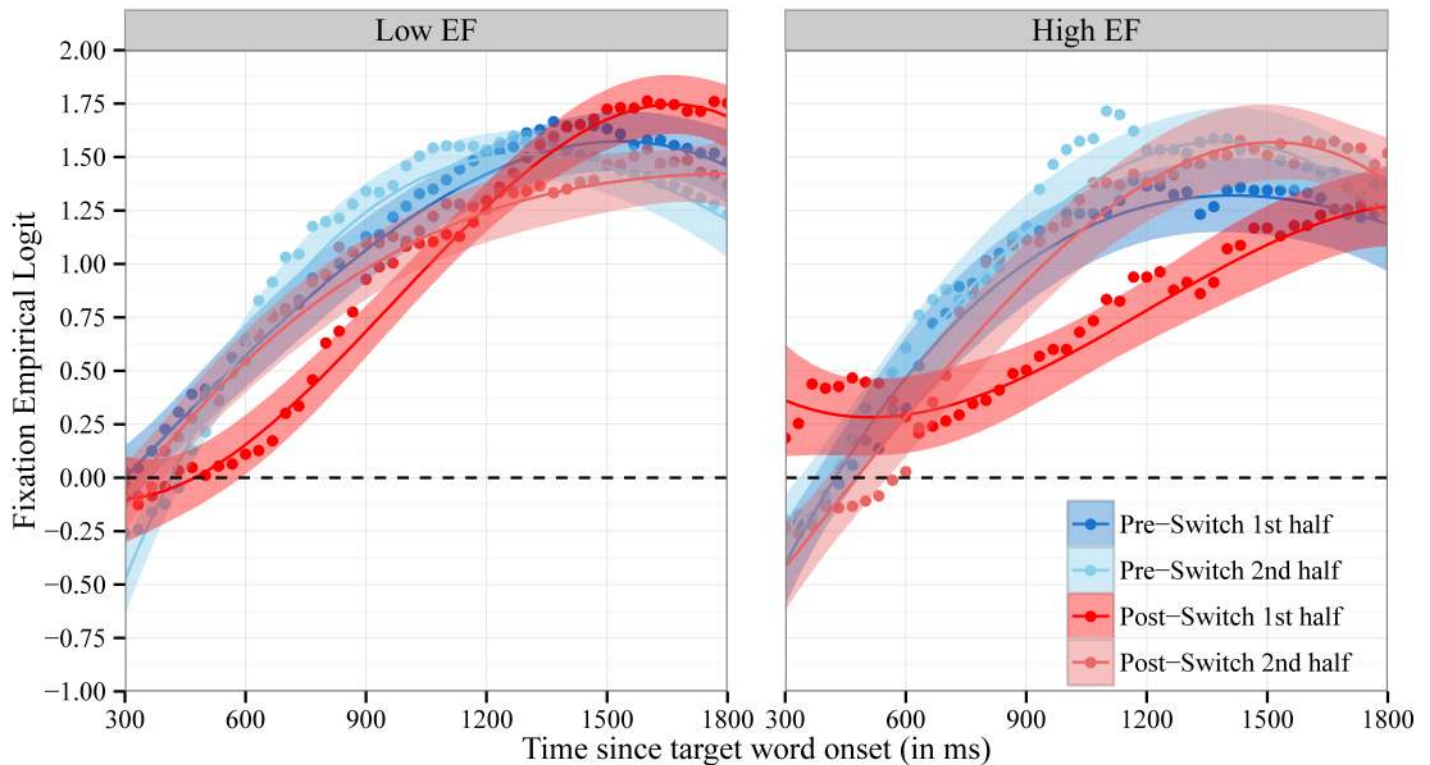 Low EF
High EF
Fixation Empirical Logit
2.00
1.75
1.50
1.25
1.00
0.75
0.50
0.25
0.00
−0.25
−0.50
−0.75
−1.00
300 600 900 1200 1500 1800
300 600 900 1200 1500 1800
Pre−Switch 1st half
Pre−Switch 2nd half
Post−Switch 1st half
Post−Switch 2nd half
Time since target word onset (in ms)